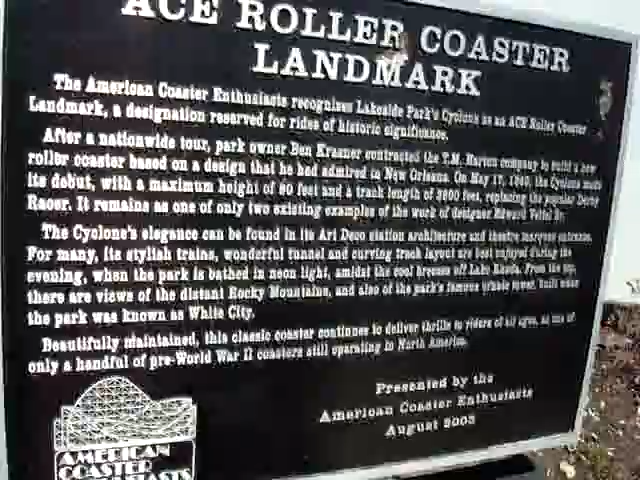 ACE ROLLER COASTER
LANDMARK
The American Coaster Enthusiasts recognizes Lakeside Park's Cyclone as an ACE Roller Coaster
Landmark, a designation reserved for rides of historic significance.
After a nationwide tour, park owner Ben Krasner contracted the T.M. Harton company to build a new
roller coaster based on a design that he had admired in New Orleans. On May 17, 1940, the Cyclone made
its debut, with a maximum height of 80 feet and a track length of 2800 feet, replacing the popular Derby
Racer. It remains as one of only two existing examples of the work of designer Edward Vettel
The Cyclone's elegance can be found in its Art Deco station architecture and theatre marquee entrance.
For many, its stylish trains, wonderful tunnel and curving track layout are best enjoyed during the
evening, when the park is bathed in neon light, amidst the cool breezes off Lake Rhoda. From the top,
there are views of the distant Rocky Mountains, and also of the park's famous tower, built when
the park was known as White City.
Beautifully maintained, this classic coaster continues to deliver thrills to riders of all ages, as one of
only a handful of pre-World War II coasters still operating in North America.
Presented by the
American Coaster Enthusiasts
August 2003
AMERICAN
COASTER
ENTHUSIASTS